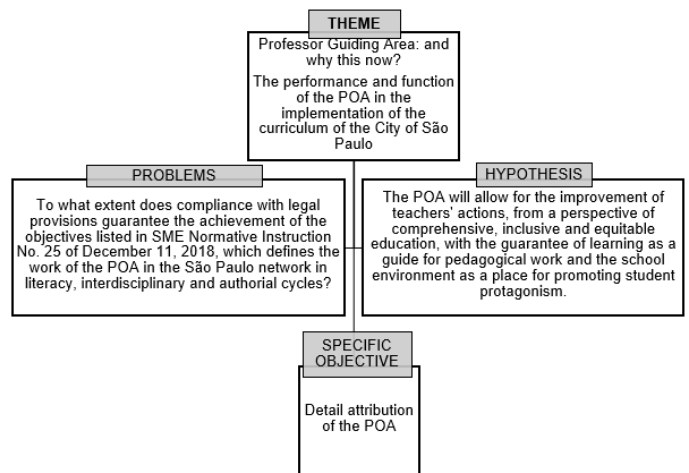 THEME
Professor Guiding Area: and
why this now?
The performance and function
of the POA in the
implementation of the
curriculum of the City of São
Paulo
PROBLEMS
To what extent does compliance with legal
provisions guarantee the achievement of the
objectives listed in SME Normative Instruction
No. 25 of December 11, 2018, which defines the
work of the POA in the São Paulo network in
literacy, interdisciplinary and authorial cycles?
HYPOTHESIS
The POA will allow for the improvement of
teachers' actions, from a perspective of
comprehensive, inclusive and equitable
education, with the guarantee of learning as a
guide for pedagogical work and the school
environment as a place for promoting student
protagonism.
SPECIFIC
OBJECTIVE
Detail attribution
of the POA